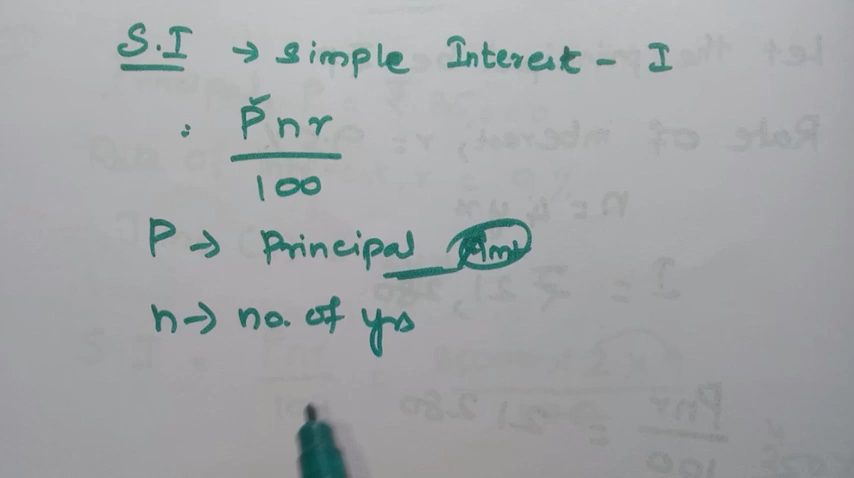 S.I → simple Interest - I
: Pnr
100
P → Principal Amt
n → no. of yrs